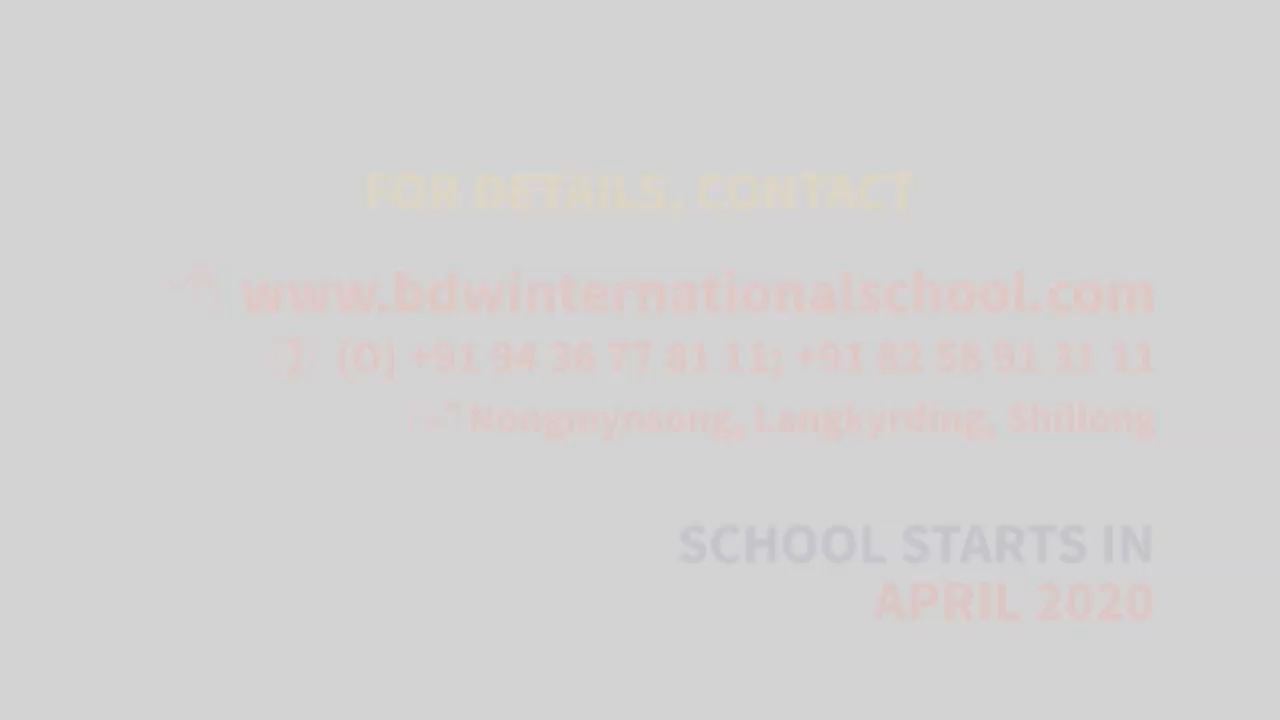 FOR DETAILS, CONTACT
www.bdwinternationalschool.com
(O) +91 94 36 77 81 11; +91 82 58 91 31 11
Nongmynsong, Langkyrding, Shillong
SCHOOL STARTS IN
APRIL 2020